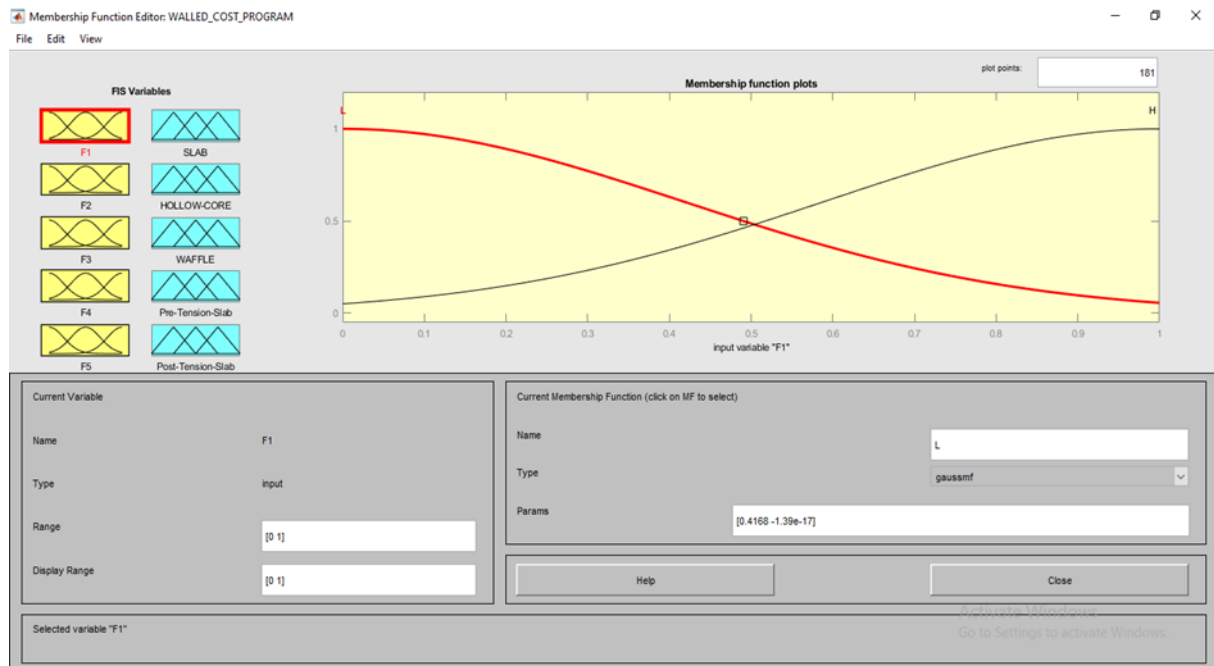 Membership Function Editor: WALLED_COST_PROGRAM
File Edit View
FIS Variables
F1 SLAB
F2 HOLLOW-CORE
F3 WAFFLE
F4 Pre-Tension-Slab
F5 Post-Tension-Slab
plot points: 181
Membership function plots
L H
1
0.5
0
0 0.1 0.2 0.3 0.4 0.5 0.6 0.7 0.8 0.9 1
input variable "F1"
Current Variable
Name F1
Type input
Range [0 1]
Display Range [0 1]
Current Membership Function (click on MF to select)
Name L
Type gaussmf
Params [0.4168 -1.39e-17]
Help Close
Selected variable "F1"
Activate Windows
Go to Settings to activate Windows.